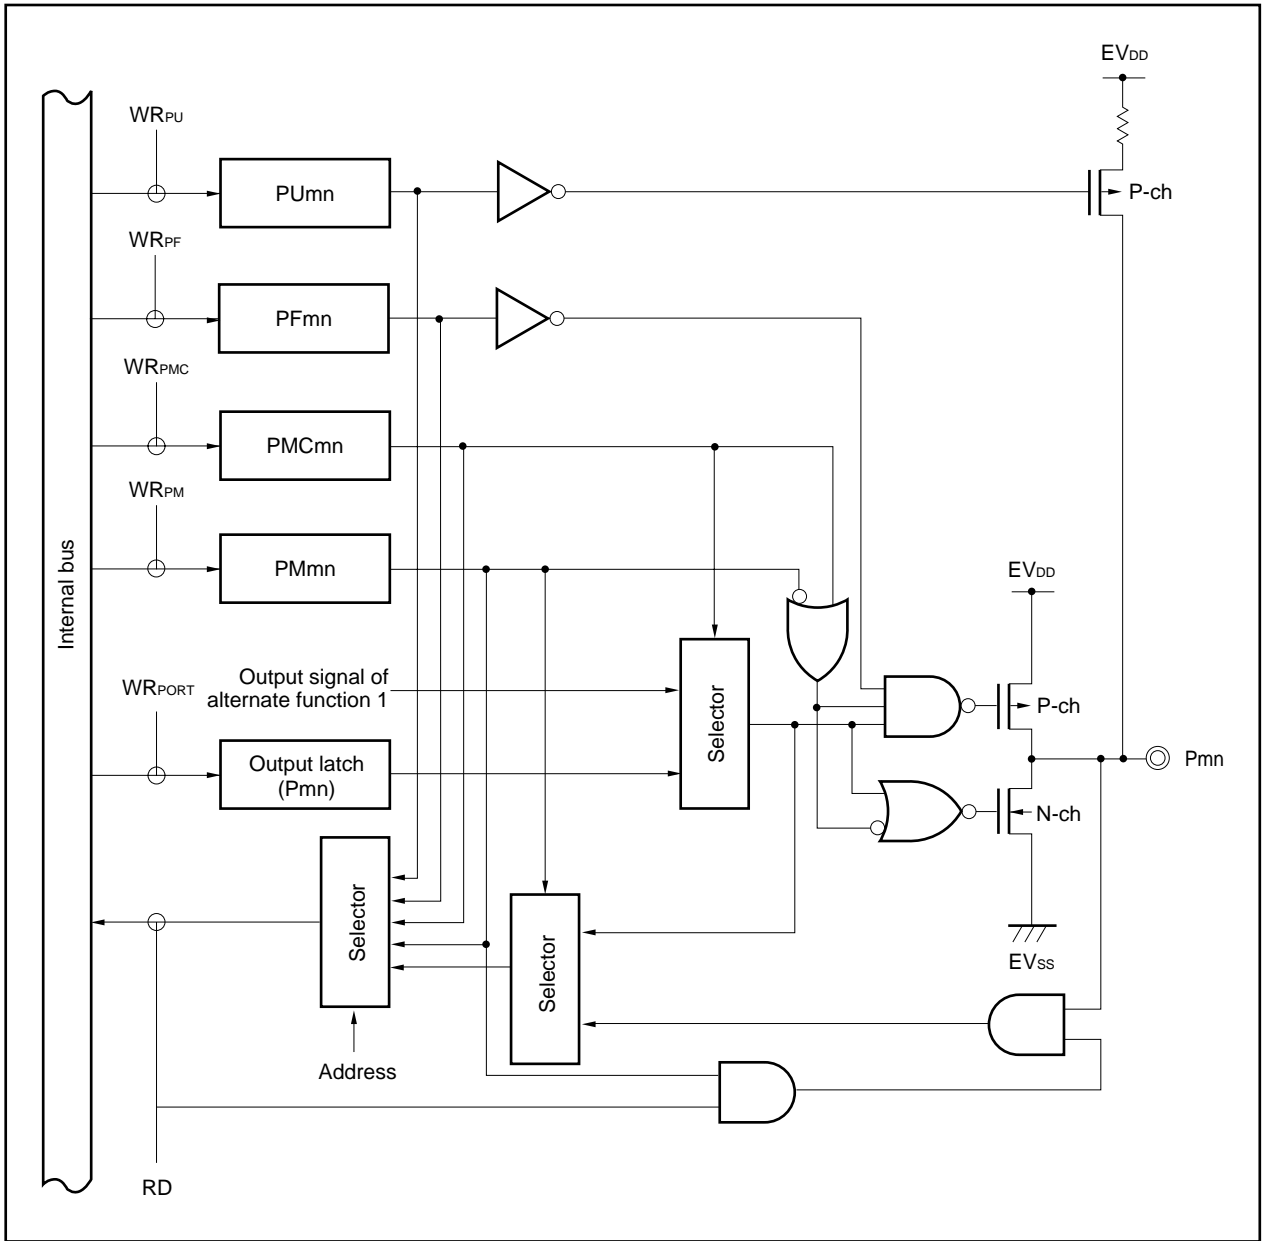 EVDD
WRPU
PUmn
P-ch
WRPF
PFmn
WRPMC
PMCmn
WRPM
PMmn
Internal bus
EVDD
Output signal of
alternate function 1
WRPORT
Output latch
(Pmn)
Selector
P-ch
Pmn
N-ch
Selector
Selector
EVSS
Address
RD